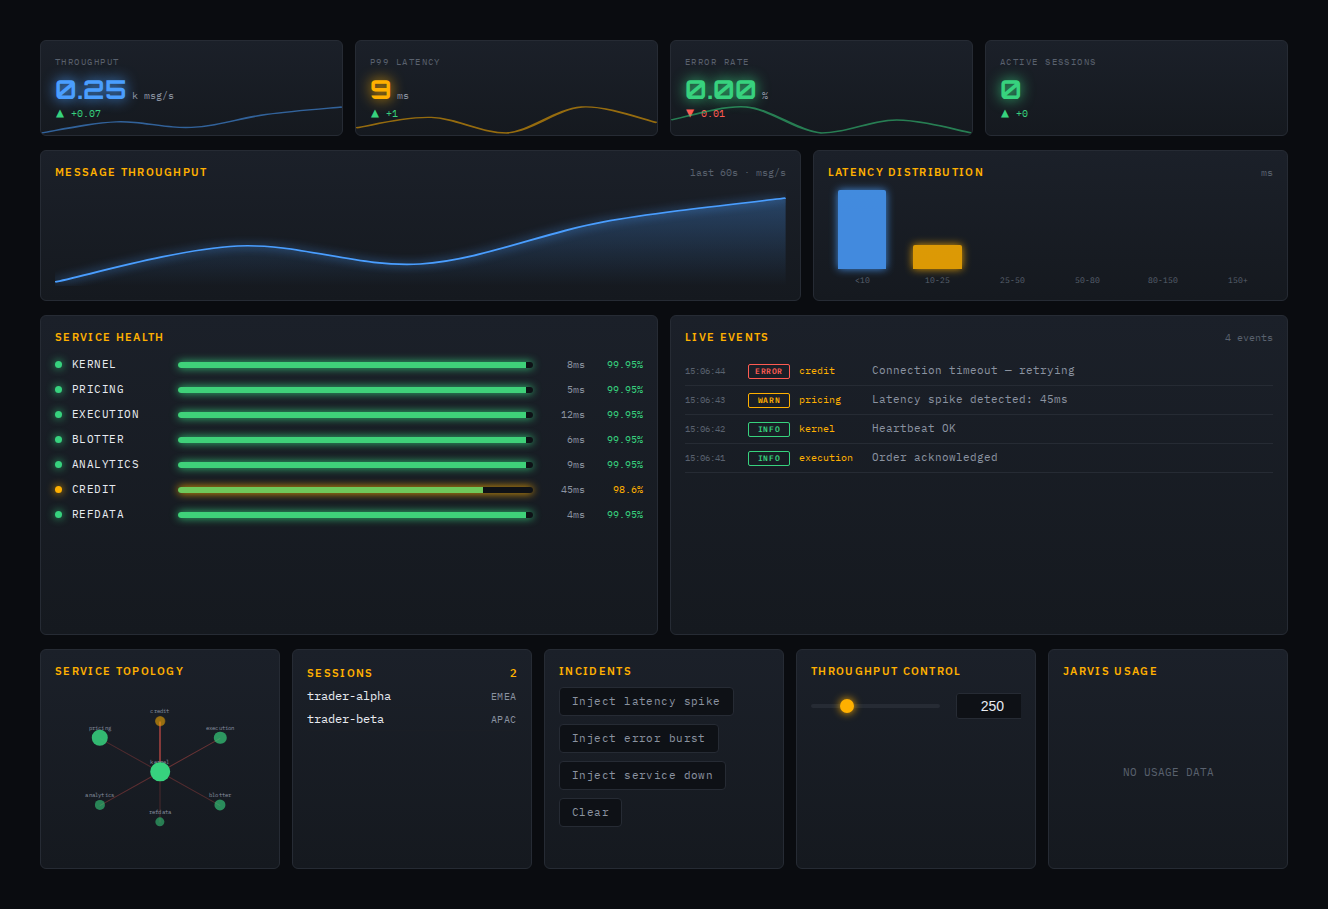 THROUGHPUT
0.25 k msg/s
▲ +0.07
P99 LATENCY
9 ms
▲ +1
ERROR RATE
0.00 %
▼ 0.01
ACTIVE SESSIONS
0
▲ +0
MESSAGE THROUGHPUT
last 60s · msg/s
LATENCY DISTRIBUTION
ms
<10 10-25 25-50 50-80 80-150 150+
SERVICE HEALTH
KERNEL 8ms 99.95%
PRICING 5ms 99.95%
EXECUTION 12ms 99.95%
BLOTTER 6ms 99.95%
ANALYTICS 9ms 99.95%
CREDIT 45ms 98.6%
REFDATA 4ms 99.95%
LIVE EVENTS
4 events
15:06:44 ERROR credit Connection timeout — retrying
15:06:43 WARN pricing Latency spike detected: 45ms
15:06:42 INFO kernel Heartbeat OK
15:06:41 INFO execution Order acknowledged
SERVICE TOPOLOGY
credit
pricing
execution
kernel
analytics
blotter
refdata
SESSIONS 2
trader-alpha EMEA
trader-beta APAC
INCIDENTS
Inject latency spike
Inject error burst
Inject service down
Clear
THROUGHPUT CONTROL
250
JARVIS USAGE
NO USAGE DATA